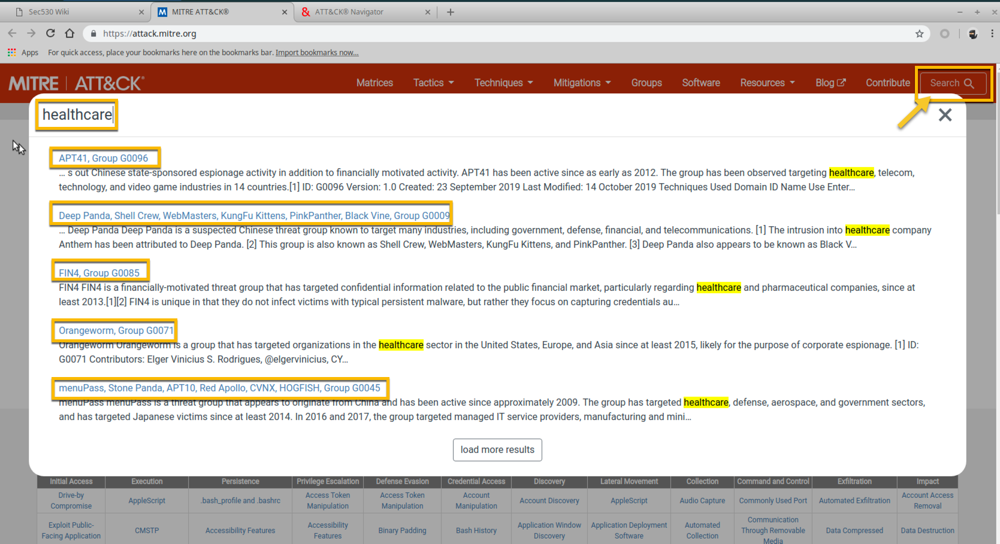 Sec530 Wiki
MITRE ATT&CK®
ATT&CK® Navigator
https://attack.mitre.org
Apps For quick access, place your bookmarks here on the bookmarks bar. Import bookmarks now...
MITRE | ATT&CK®
Matrices Tactics Techniques Mitigations Groups Software Resources Blog Contribute Search
healthcare
APT41, Group G0096
... s out Chinese state-sponsored espionage activity in addition to financially motivated activity. APT41 has been active since as early as 2012. The group has been observed targeting healthcare, telecom,
technology, and video game industries in 14 countries.[1] ID: G0096 Version: 1.0 Created: 23 September 2019 Last Modified: 14 October 2019 Techniques Used Domain ID Name Use Enter...
Deep Panda, Shell Crew, WebMasters, KungFu Kittens, PinkPanther, Black Vine, Group G0009
... Deep Panda Deep Panda is a suspected Chinese threat group known to target many industries, including government, defense, financial, and telecommunications. [1] The intrusion into healthcare company
Anthem has been attributed to Deep Panda. [2] This group is also known as Shell Crew, WebMasters, KungFu Kittens, and PinkPanther. [3] Deep Panda also appears to be known as Black V...
FIN4, Group G0085
FIN4 FIN4 is a financially-motivated threat group that has targeted confidential information related to the public financial market, particularly regarding healthcare and pharmaceutical companies, since at
least 2013.[1][2] FIN4 is unique in that they do not infect victims with typical persistent malware, but rather they focus on capturing credentials au...
Orangeworm, Group G0071
Orangeworm Orangeworm is a group that has targeted organizations in the healthcare sector in the United States, Europe, and Asia since at least 2015, likely for the purpose of corporate espionage. [1] ID:
G0071 Contributors: Elger Vinicius S. Rodrigues, @elgervinicius, CY...
menuPass, Stone Panda, APT10, Red Apollo, CVNX, HOGFISH, Group G0045
menuPass menuPass is a threat group that appears to originate from China and has been active since approximately 2009. The group has targeted healthcare, defense, aerospace, and government sectors,
and has targeted Japanese victims since at least 2014. In 2016 and 2017, the group targeted managed IT service providers, manufacturing and mini...
load more results
Initial Access Execution Persistence Privilege Escalation Defense Evasion Credential Access Discovery Lateral Movement Collection Command and Control Exfiltration Impact
Drive-by Compromise AppleScript .bash_profile and .bashrc Access Token Manipulation Access Token Manipulation Account Manipulation Account Discovery AppleScript Audio Capture Commonly Used Port Automated Exfiltration Account Access Removal
Exploit Public-Facing Application CMSTP Accessibility Features Accessibility Features Binary Padding Bash History Application Window Discovery Application Deployment Software Automated Collection Communication Through Removable Media Data Compressed Data Destruction